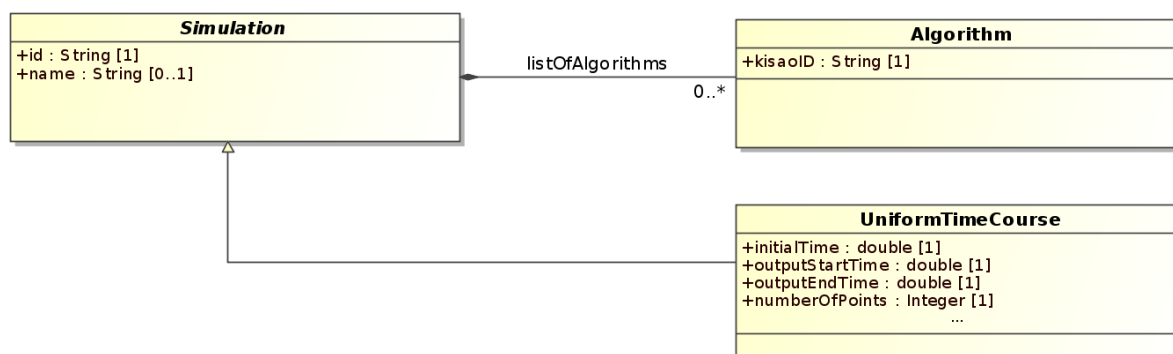 Simulation
+id : String [1]
+name : String [0..1]
listOfAlgorithms
0..*
Algorithm
+kisaoID : String [1]
UniformTimeCourse
+initialTime : double [1]
+outputStartTime : double [1]
+outputEndTime : double [1]
+numberOfPoints : Integer [1]
...